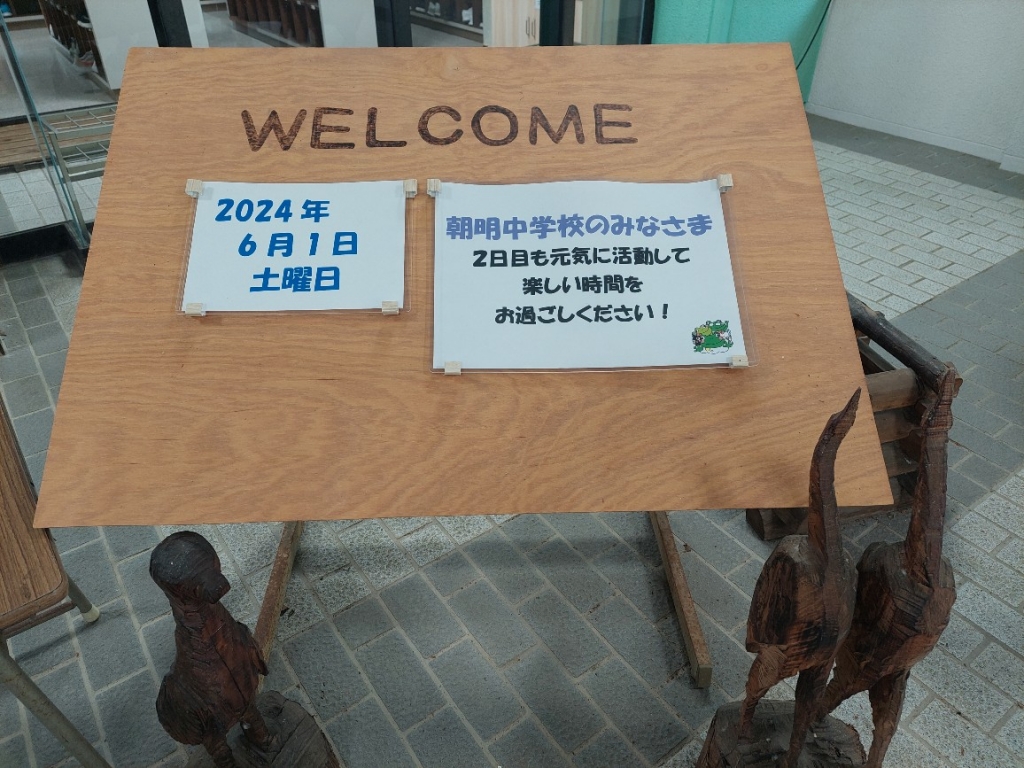 WELCOME
2024年
6月1日
土曜日
朝明中学校のみなさま
2日目も元気に活動して
楽しい時間を
お過ごしください！